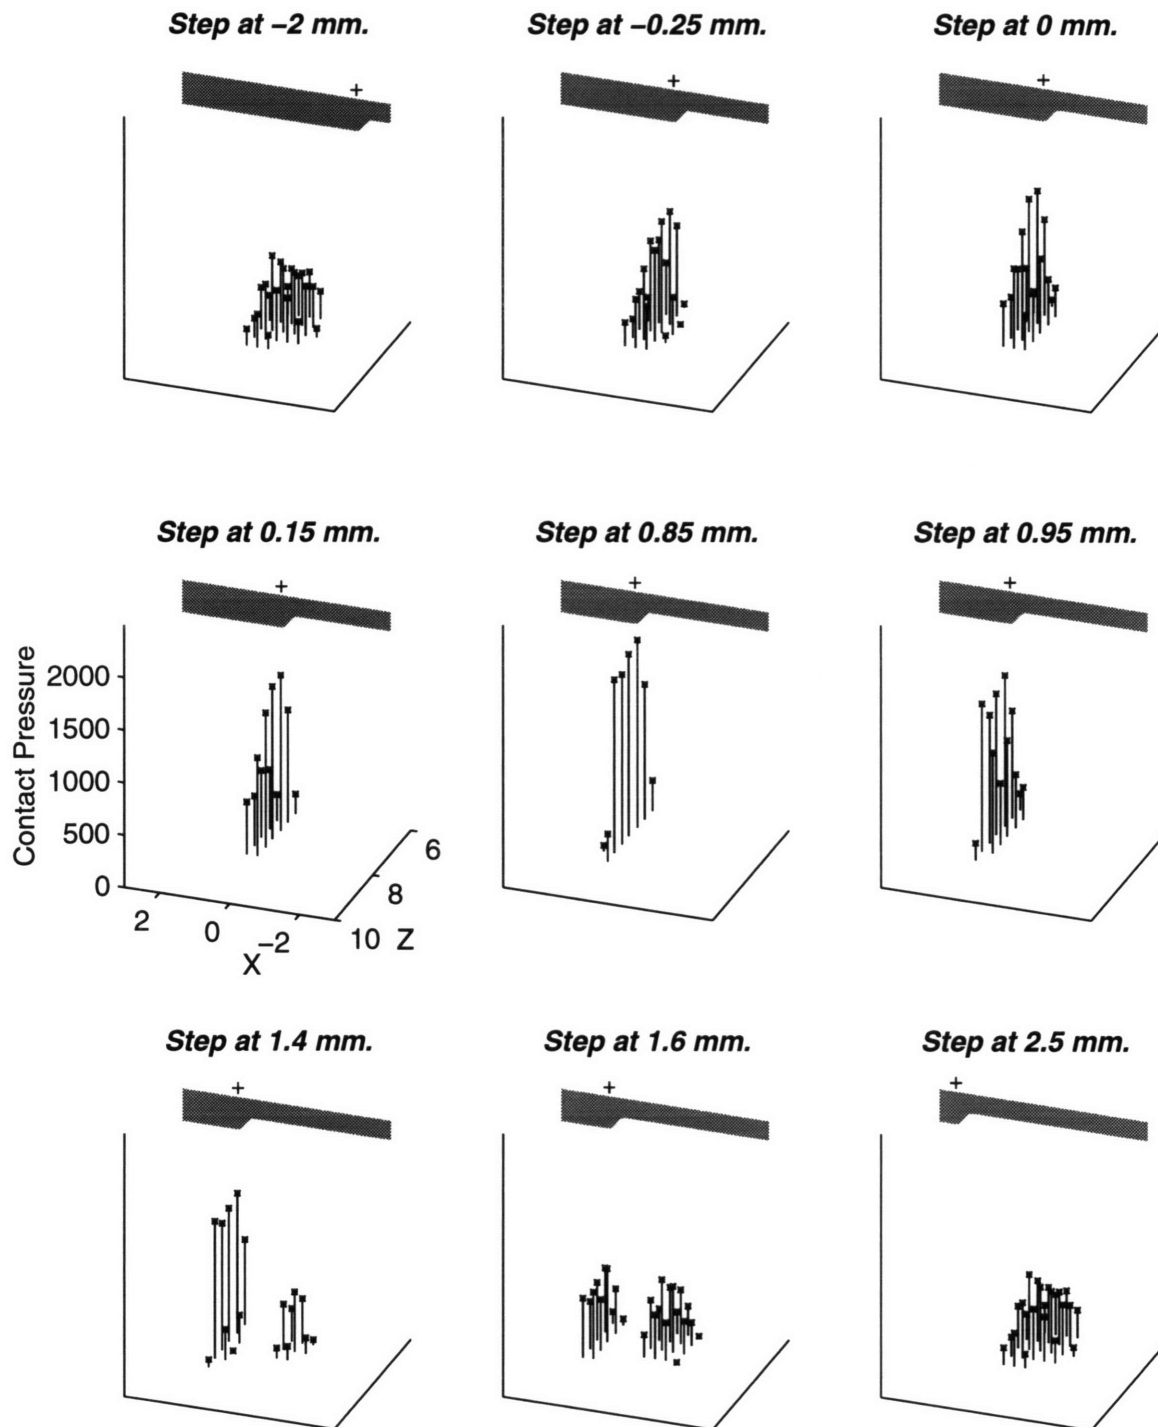 Step at −2 mm.
Step at −0.25 mm.
Step at 0 mm.
Step at 0.15 mm.
Step at 0.85 mm.
Step at 0.95 mm.
Contact Pressure
2000
1500
1000
500
0
2
0
−2
X
10
8
6
Z
Step at 1.4 mm.
Step at 1.6 mm.
Step at 2.5 mm.